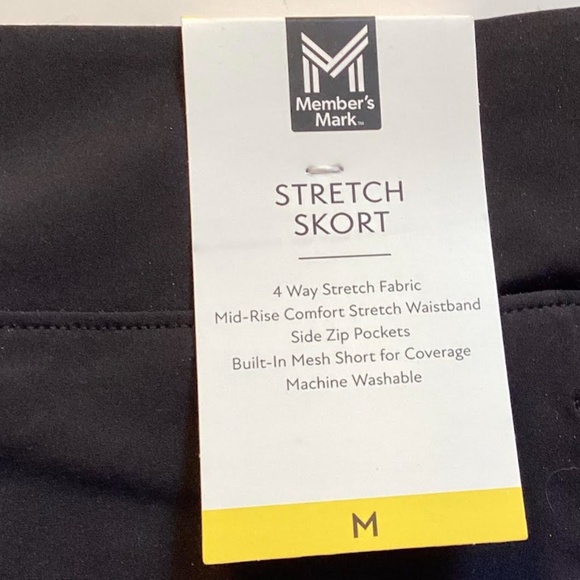 Member's
Mark™
STRETCH
SKORT
4 Way Stretch Fabric
Mid-Rise Comfort Stretch Waistband
Side Zip Pockets
Built-In Mesh Short for Coverage
Machine Washable
M